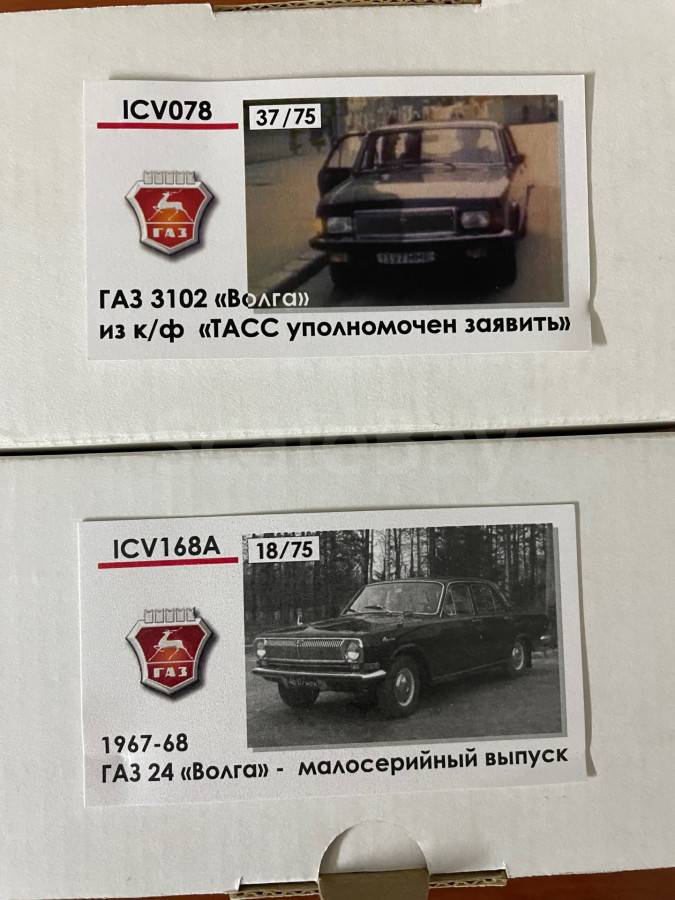 ICV078
37/75
ГАЗ
ГАЗ 3102 «Волга»
из к/ф «ТАСС уполномочен заявить»
ICV168A
18/75
ГАЗ
1967-68
ГАЗ 24 «Волга» - малосерийный выпуск